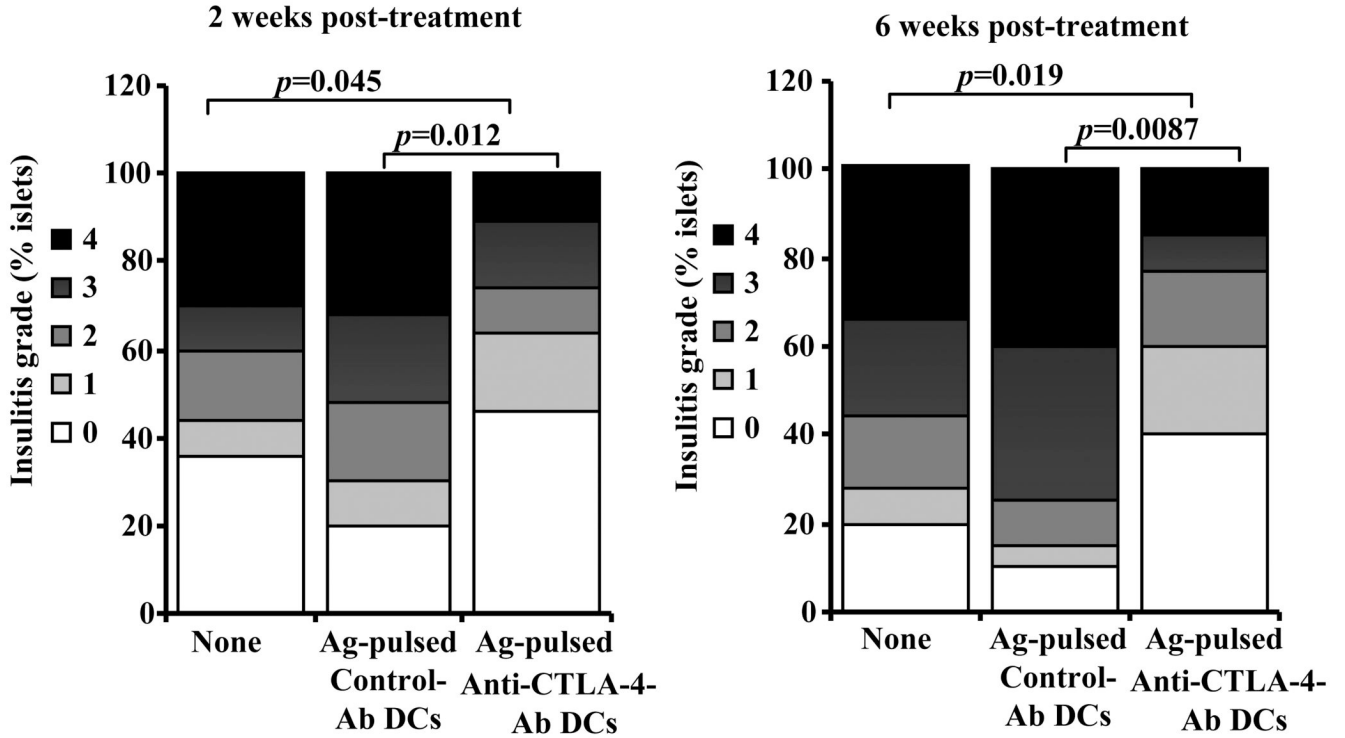 2 weeks post-treatment
p=0.045
p=0.012
Insulitis grade (% islets)
120
100
80
60
40
20
0
4
3
2
1
0
None
Ag-pulsed
Control-
Ab DCs
Ag-pulsed
Anti-CTLA-4-
Ab DCs
6 weeks post-treatment
p=0.019
p=0.0087
Insulitis grade (% islets)
120
100
80
60
40
20
0
4
3
2
1
0
None
Ag-pulsed
Control-
Ab DCs
Ag-pulsed
Anti-CTLA-4-
Ab DCs